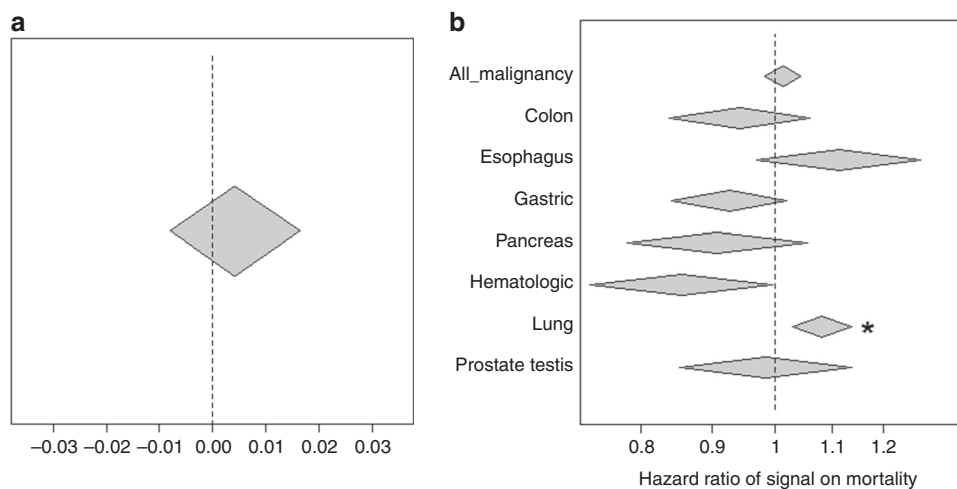 a
−0.03 −0.02 −0.01 0.00 0.01 0.02 0.03
b
All_malignancy
Colon
Esophagus
Gastric
Pancreas
Hematologic
Lung *
Prostate testis
0.8 0.9 1 1.1 1.2
Hazard ratio of signal on mortality